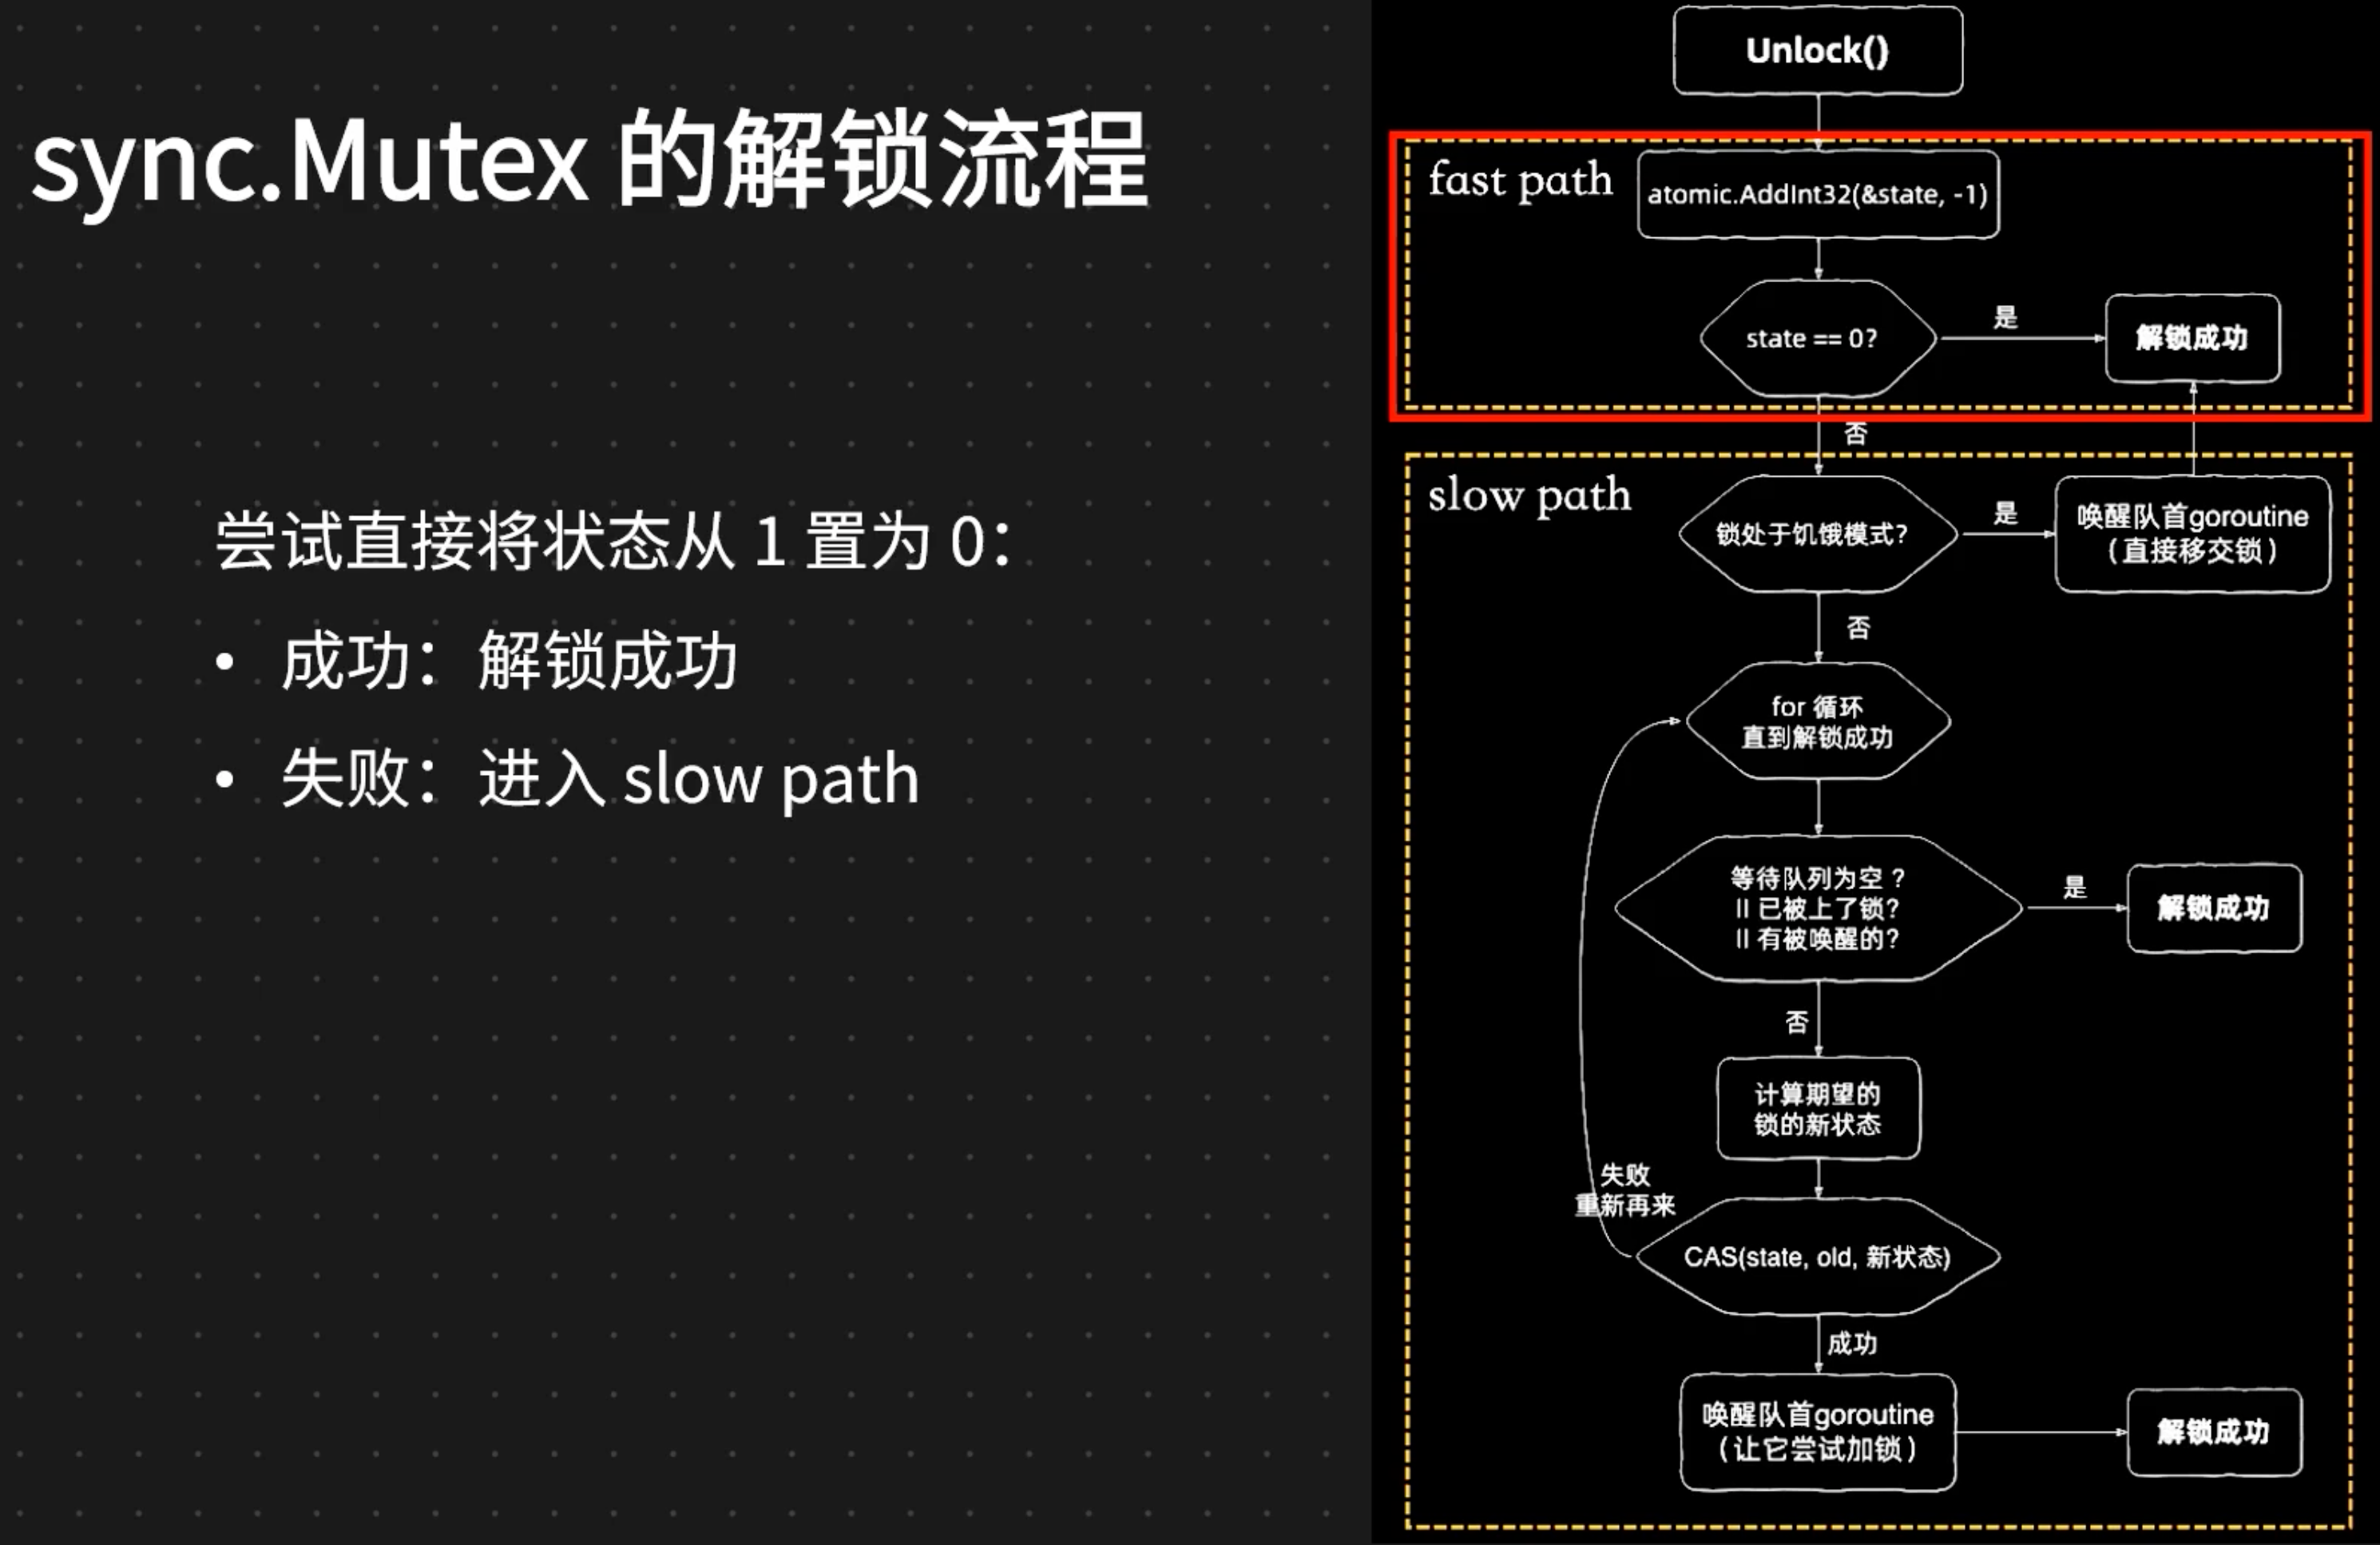 sync.Mutex 的解锁流程
尝试直接将状态从 1 置为 0：
• 成功：解锁成功
• 失败：进入 slow path
Unlock()
fast path
atomic.AddInt32(&state, -1)
state == 0?
是
解锁成功
否
slow path
锁处于饥饿模式?
是
唤醒队首goroutine
（直接移交锁）
否
for 循环
直到解锁成功
等待队列为空 ?
|| 已被上了锁?
|| 有被唤醒的?
是
解锁成功
否
计算期望的
锁的新状态
失败
重新再来
CAS(state, old, 新状态)
成功
唤醒队首goroutine
（让它尝试加锁）
解锁成功